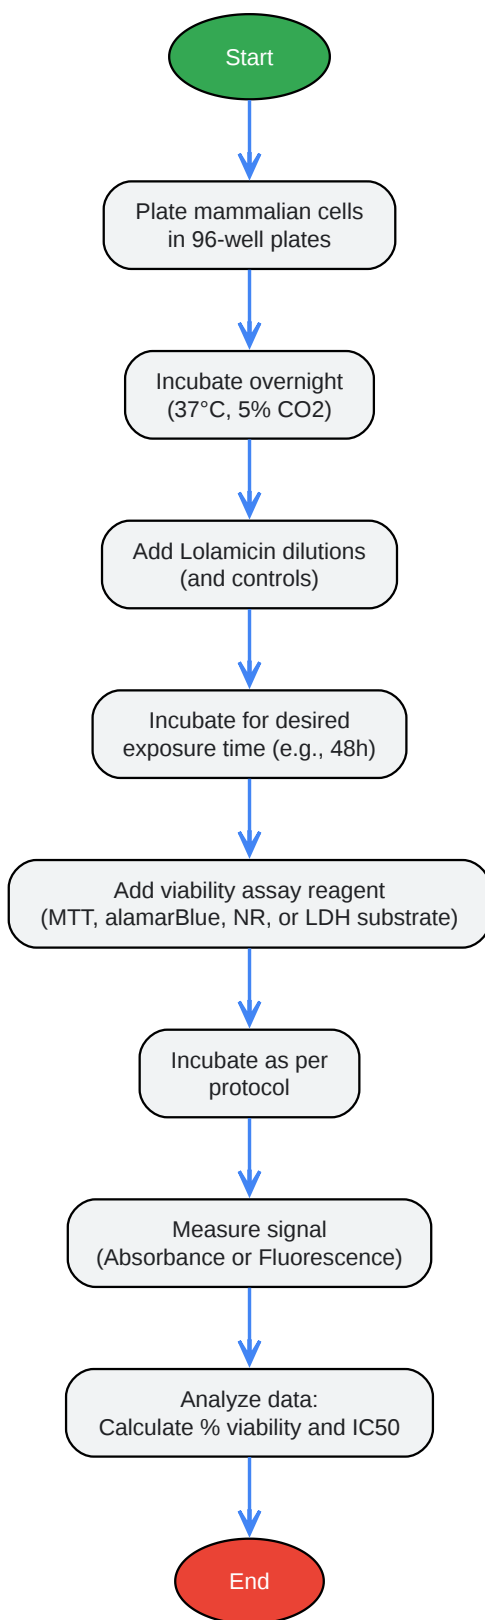 Start
Plate mammalian cells
in 96-well plates
Incubate overnight
(37°C, 5% CO2)
Add Lolamicin dilutions
(and controls)
Incubate for desired
exposure time (e.g., 48h)
Add viability assay reagent
(MTT, alamarBlue, NR, or LDH substrate)
Incubate as per
protocol
Measure signal
(Absorbance or Fluorescence)
Analyze data:
Calculate % viability and IC50
End